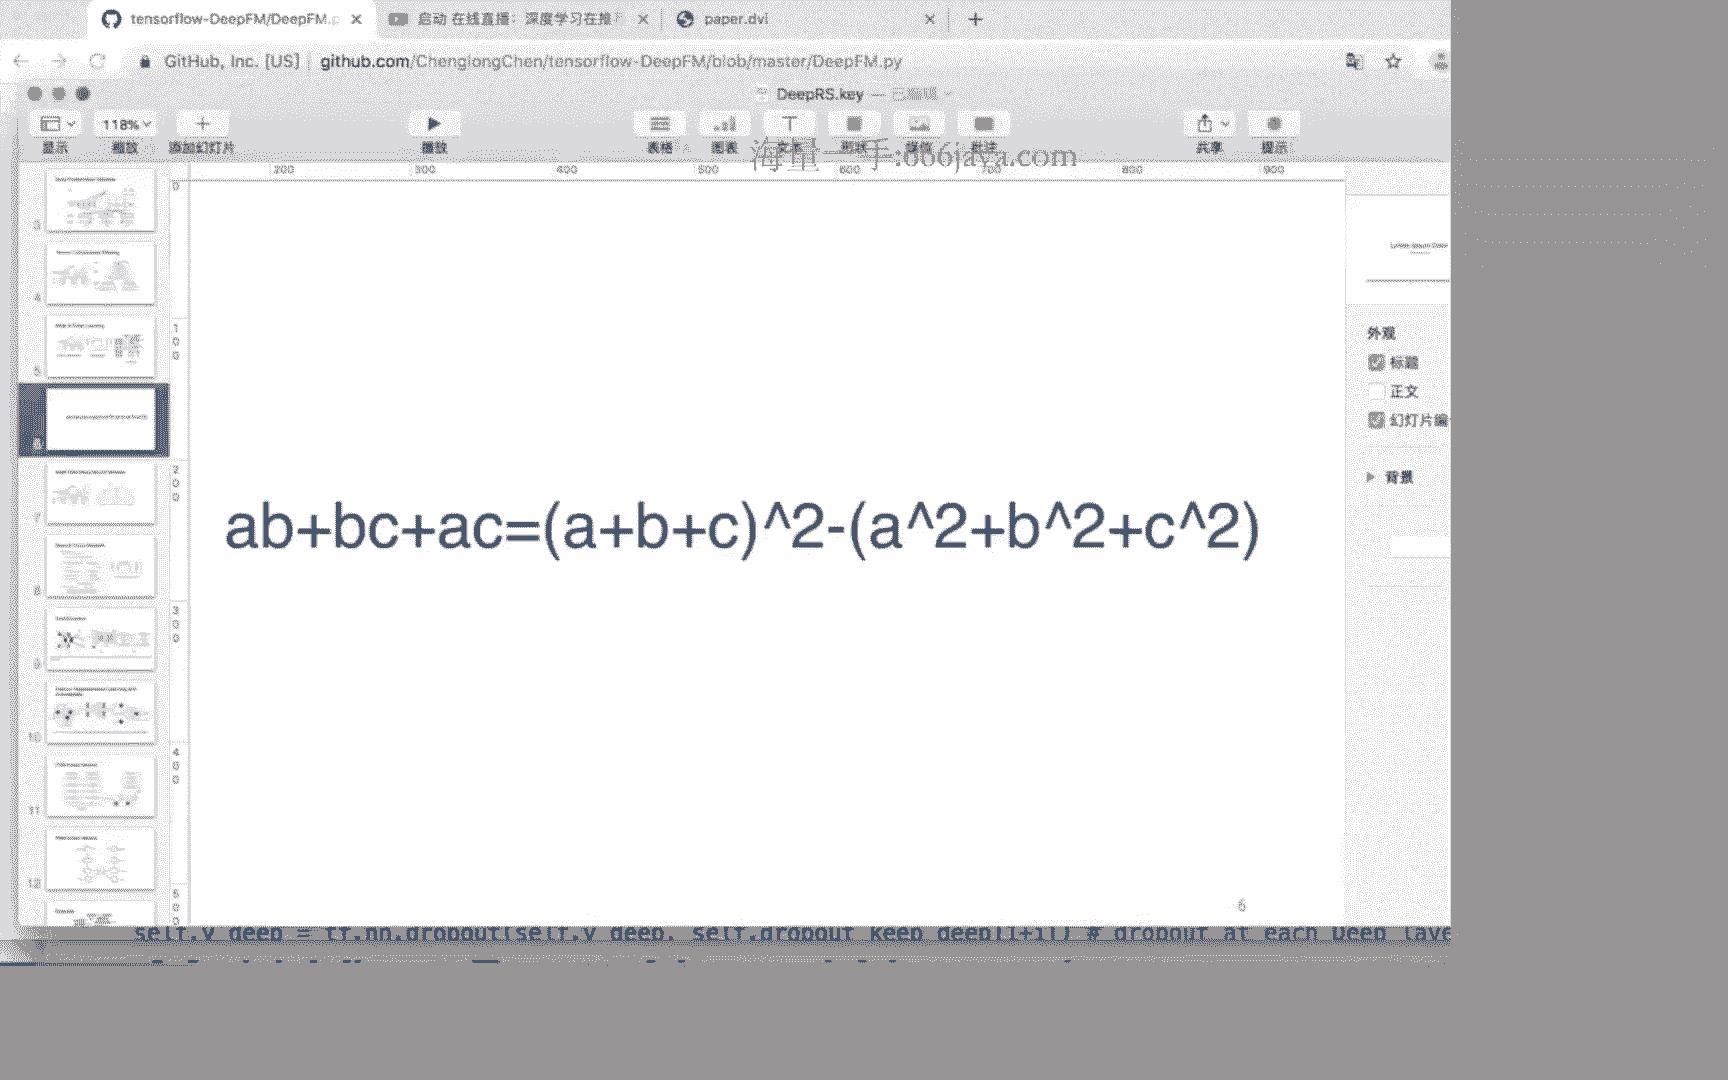 tensorflow-DeepFM/DeepFM.p
启动 在线直播：深度学习在推
paper.dvi
GitHub, Inc. [US] | github.com/ChenglongChen/tensorflow-DeepFM/blob/master/DeepFM.py
DeepRS.key — 已编辑
118%
显示 缩放 添加幻灯片 播放 表格 图表 文本 形状 媒体 批注 共享 提示
:666java.com
200 300 400 500 600 700 800 900
0
100
200
300
400
500
3
4
5
6
7
8
9
10
11
12
ab+bc+ac=(a+b+c)^2-(a^2+b^2+c^2)
6
外观
标题
正文
幻灯片编
背景
self.y_deep = tf.nn.dropout(self.y_deep, self.dropout_keep_deep[1+i]) # dropout at each Deep laye